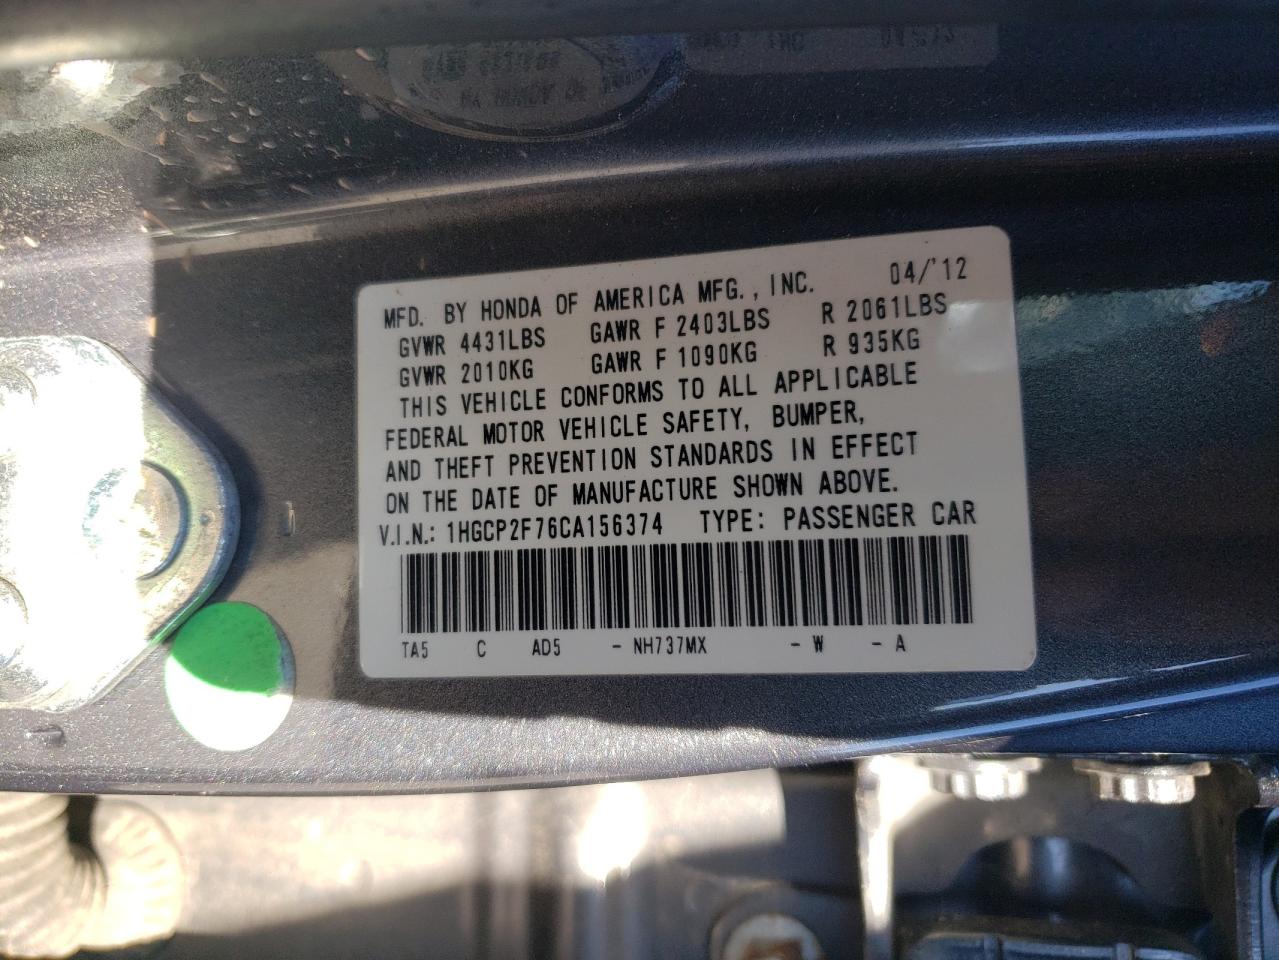 MFD. BY HONDA OF AMERICA MFG., INC. 04/'12
GVWR 4431LBS GAWR F 2403LBS R 2061LBS
GVWR 2010KG GAWR F 1090KG R 935KG
THIS VEHICLE CONFORMS TO ALL APPLICABLE
FEDERAL MOTOR VEHICLE SAFETY, BUMPER,
AND THEFT PREVENTION STANDARDS IN EFFECT
ON THE DATE OF MANUFACTURE SHOWN ABOVE.
V.I.N.: 1HGCP2F76CA156374 TYPE: PASSENGER CAR
TA5 C AD5 - NH737MX - W - A